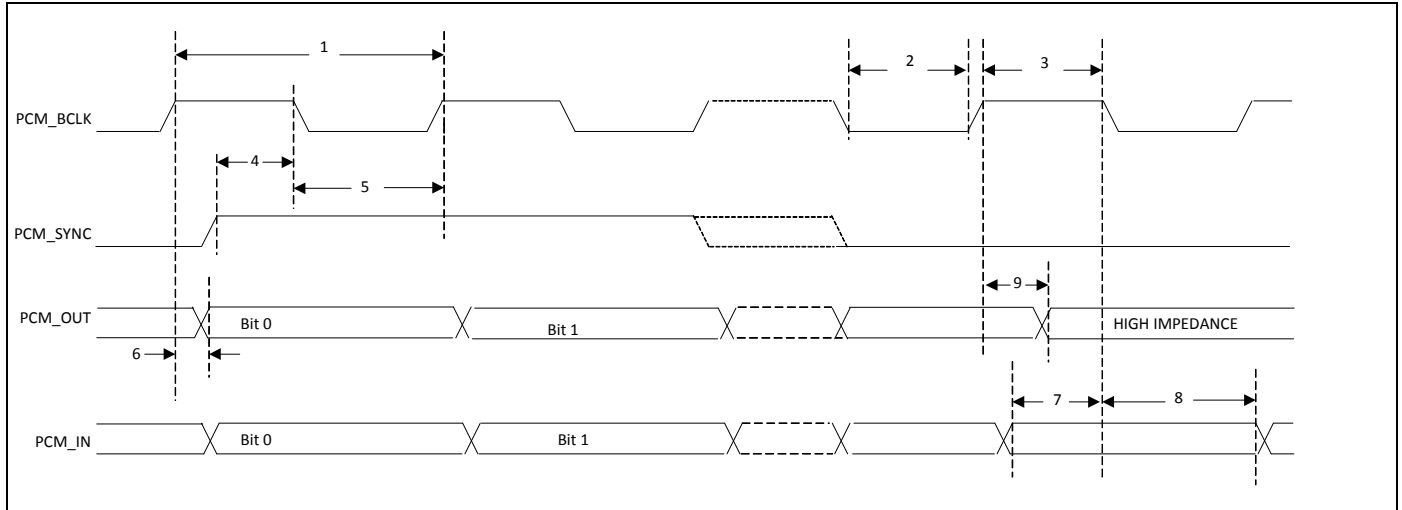 1
2
3
PCM_BCLK
4
5
PCM_SYNC
9
PCM_OUT
Bit 0
Bit 1
HIGH IMPEDANCE
6
7
8
PCM_IN
Bit 0
Bit 1